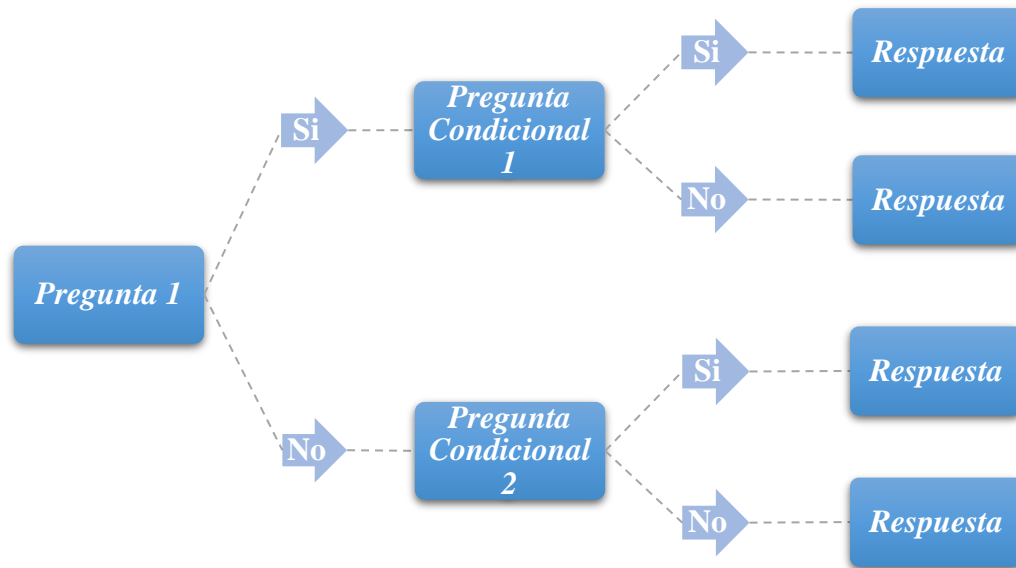 Pregunta 1
Si
Pregunta
Condicional
1
Si
Respuesta
No
Respuesta
No
Pregunta
Condicional
2
Si
Respuesta
No
Respuesta